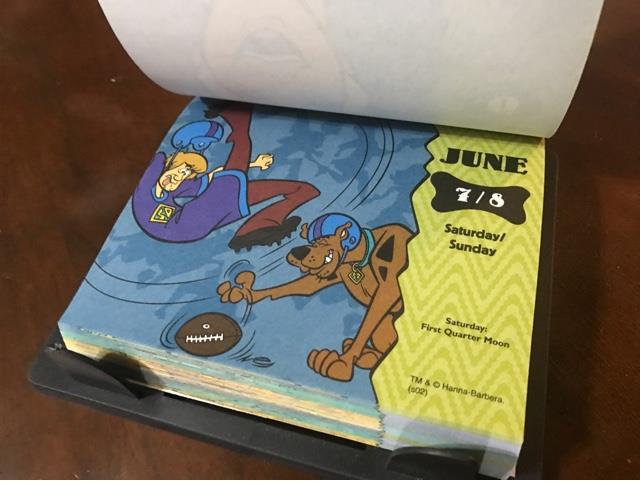 JUNE
7/8
Saturday/
Sunday
Saturday:
First Quarter Moon
TM & © Hanna-Barbera.
(s02)